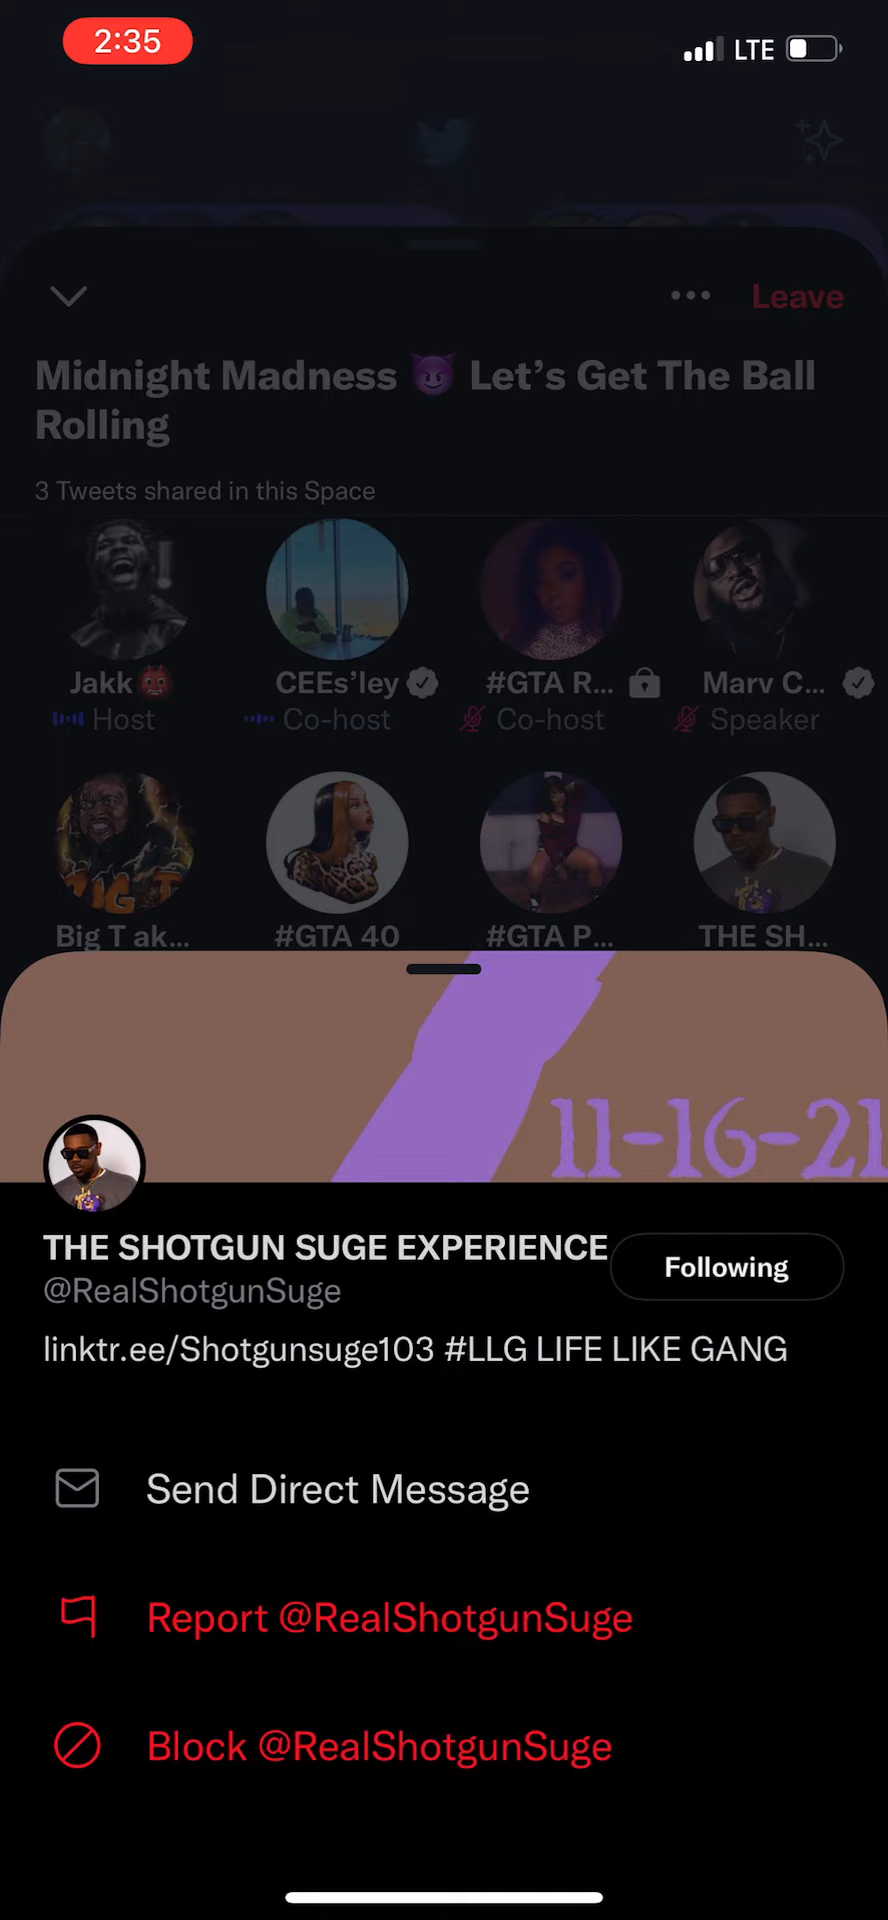 2:35
LTE
Leave
Midnight Madness 😈 Let's Get The Ball
Rolling
3 Tweets shared in this Space
Jakk👹 CEEs'ley #GTA R... Marv C...
Host Co-host Co-host Speaker
BIG T
Big T ak... #GTA 40 #GTA P... THE SH...
11-16-21
THE SHOTGUN SUGE EXPERIENCE
Following
@RealShotgunSuge
linktr.ee/Shotgunsuge103 #LLG LIFE LIKE GANG
Send Direct Message
Report @RealShotgunSuge
Block @RealShotgunSuge